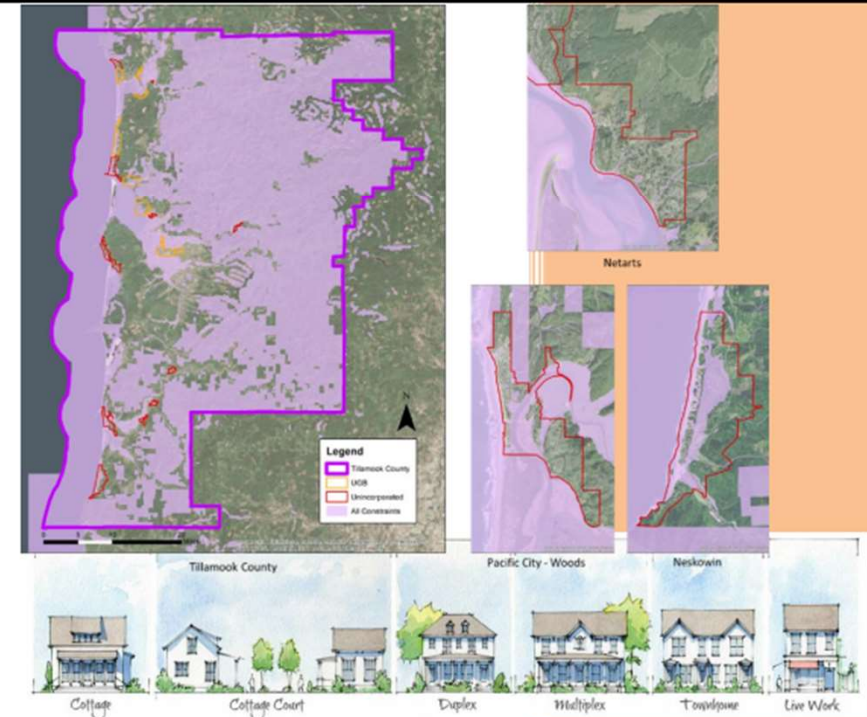 Netarts
N
Legend
Tillamook County
UGB
Unincorporated
All Constraints
Tillamook County
Pacific City - Woods
Neskowin
Cottage
Cottage Court
Duplex
Multiplex
Townhome
Live Work